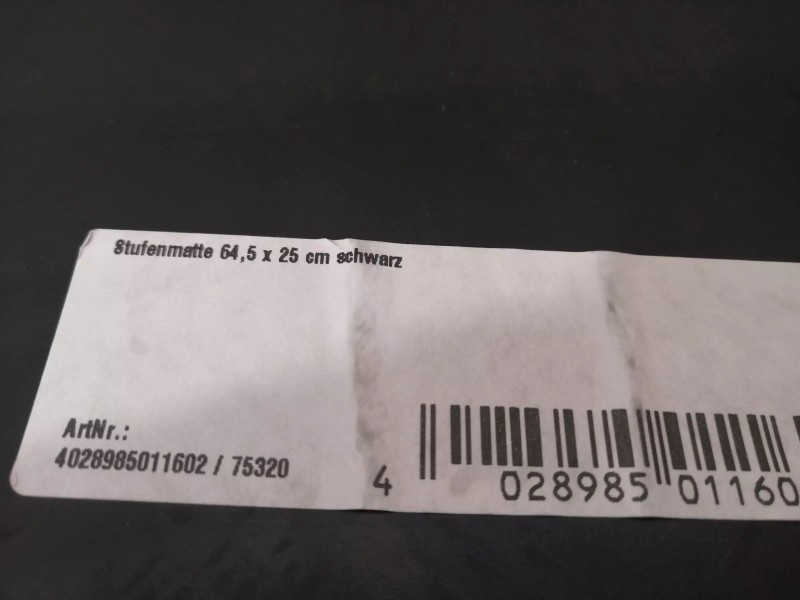 Stufenmatte 64,5 x 25 cm schwarz
ArtNr.:
4028985011602 / 75320
4 028985 01160